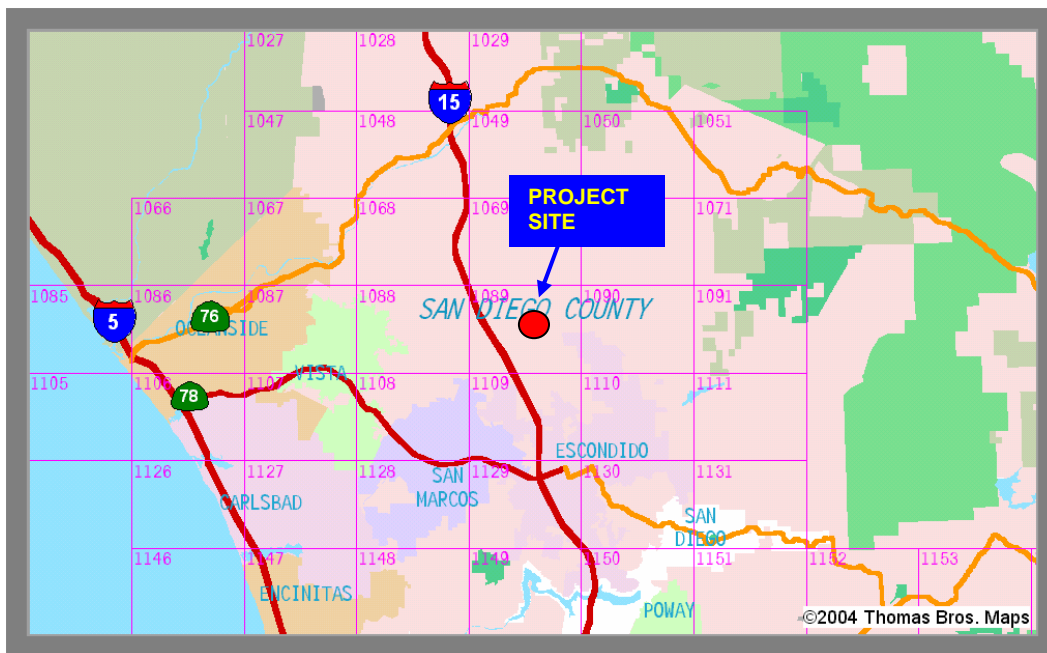 1027 1028 1029
15
1047 1048 1049 1050 1051
PROJECT
SITE
1066 1067 1068 1069 1071
1085 1086 1087 1088 1089 1090 1091
SAN DIEGO COUNTY
5
76
OCEANSIDE
1105 1106 1107 1108 1109 1110 1111
VISTA
78
ESCONDIDO
1126 1127 1128 1129 1130 1131
SAN
MARCOS
CARLSBAD
SAN
DIEGO
1146 1147 1148 1149 1150 1151 1152 1153
ENCINITAS
POWAY
©2004 Thomas Bros. Maps